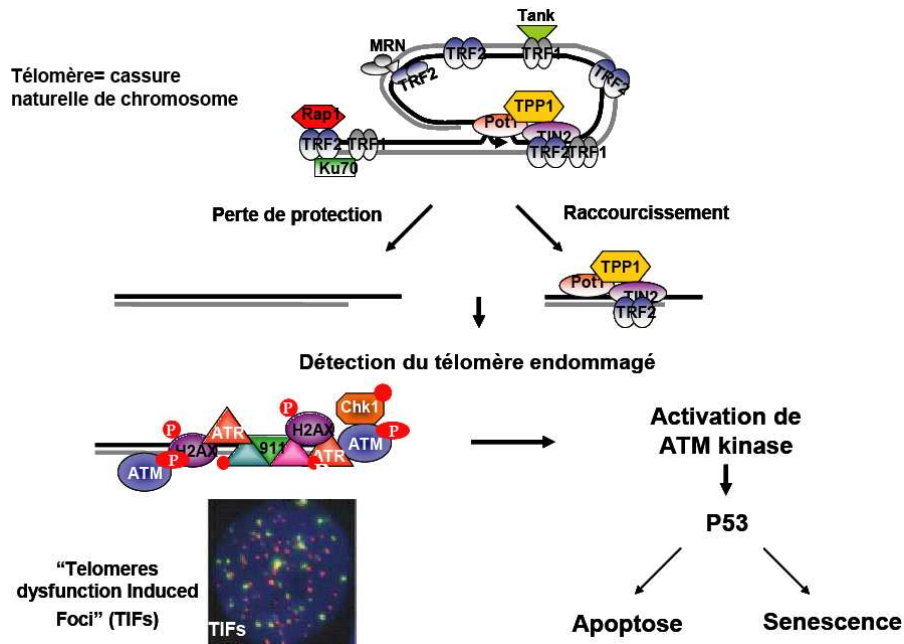 Tank
MRN
TRF2
TRF1
TRF2
TRF2
Télomère= cassure
naturelle de chromosome
Rap1
TPP1
Pot1
TIN2
TRF2
TRF1
TRF2
TRF1
Ku70
Perte de protection
Raccourcissement
TPP1
Pot1
TIN2
TRF2
Détection du télomère endommagé
P
Chk1
P
H2AX
ATR
P
H2AX
911
ATM
ATR
ATM
Activation de
ATM kinase
P53
“Telomeres
dysfunction Induced
Foci” (TIFs)
TIFs
Apoptose
Senescence